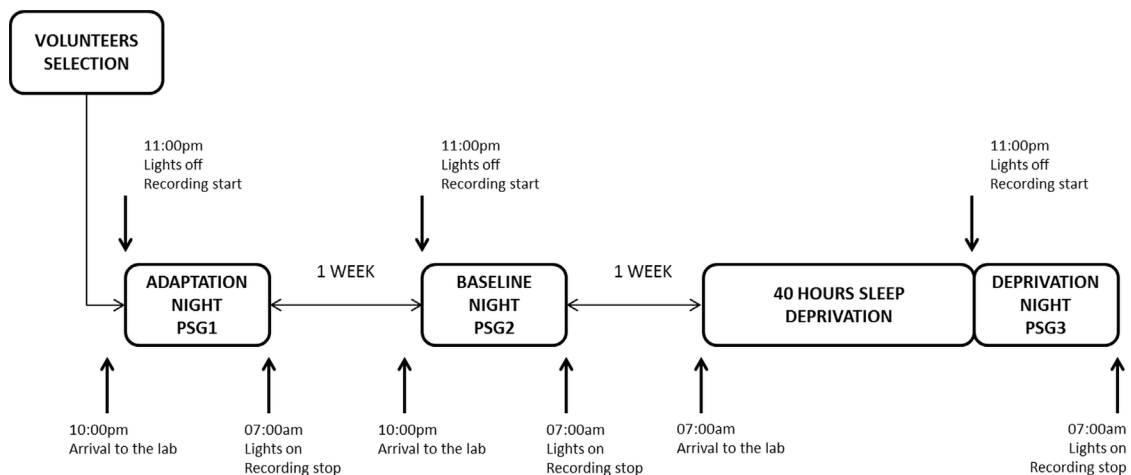 VOLUNTEERS
SELECTION
11:00pm
Lights off
Recording start
11:00pm
Lights off
Recording start
11:00pm
Lights off
Recording start
ADAPTATION
NIGHT
PSG1
1 WEEK
BASELINE
NIGHT
PSG2
1 WEEK
40 HOURS SLEEP
DEPRIVATION
DEPRIVATION
NIGHT
PSG3
10:00pm
Arrival to the lab
07:00am
Lights on
Recording stop
10:00pm
Arrival to the lab
07:00am
Lights on
Recording stop
07:00am
Arrival to the lab
07:00am
Lights on
Recording stop